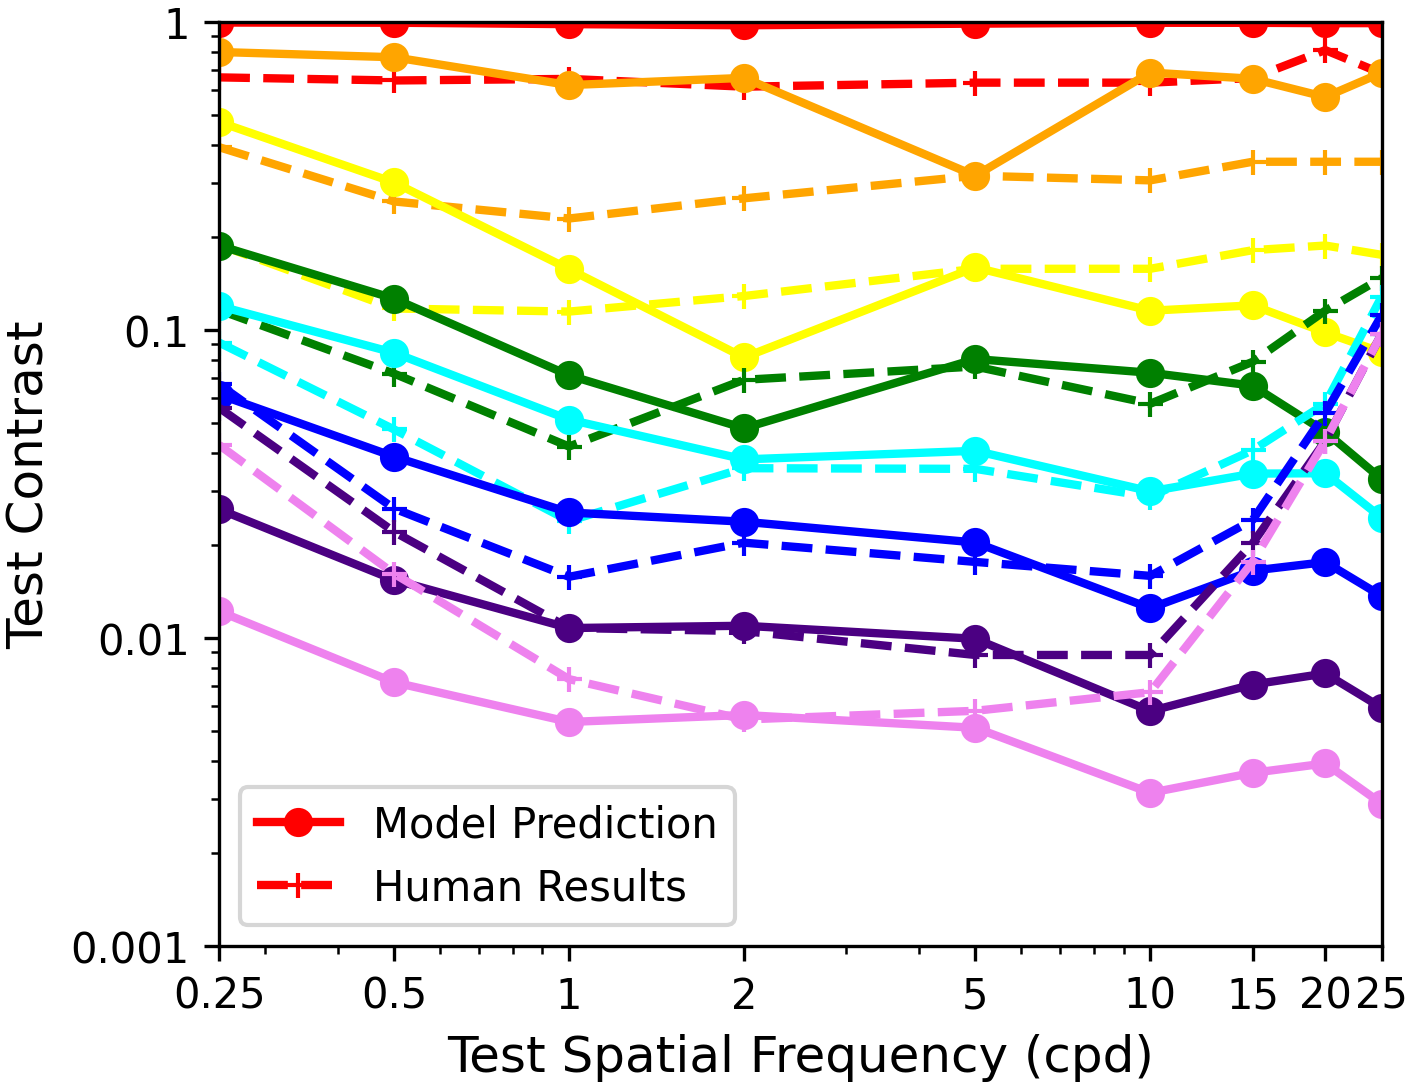 1
0.1
0.01
0.001
Test Contrast
Model Prediction
Human Results
0.25 0.5 1 2 5 10 15 20 25
Test Spatial Frequency (cpd)